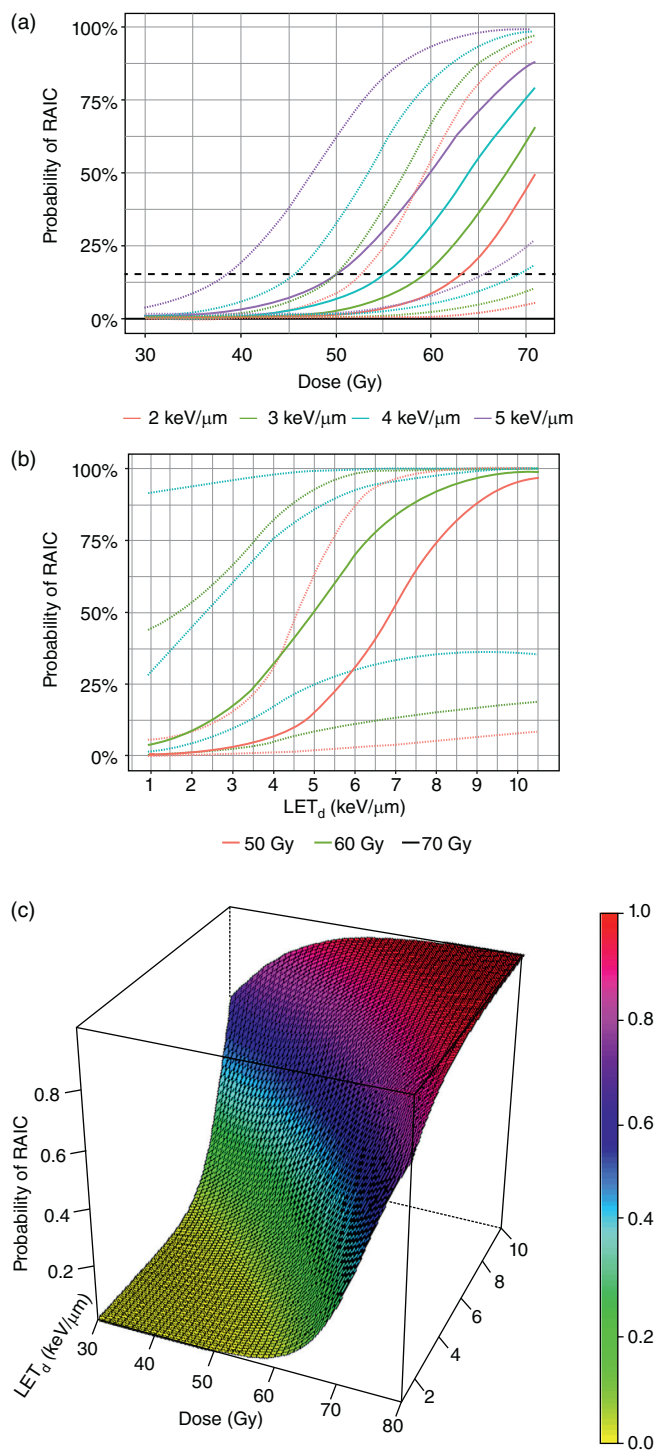 (a)
100%
75%
50%
25%
0%
Probability of RAIC
30 40 50 60 70
Dose (Gy)
2 keV/μm 3 keV/μm 4 keV/μm 5 keV/μm
(b)
100%
75%
50%
25%
0%
Probability of RAIC
1 2 3 4 5 6 7 8 9 10
LETd (keV/μm)
50 Gy 60 Gy 70 Gy
(c)
Probability of RAIC
0.8
0.6
0.4
0.2
LETd (keV/μm)
30 40 50 60 70 80
Dose (Gy)
10
8
6
4
2
1.0
0.8
0.6
0.4
0.2
0.0